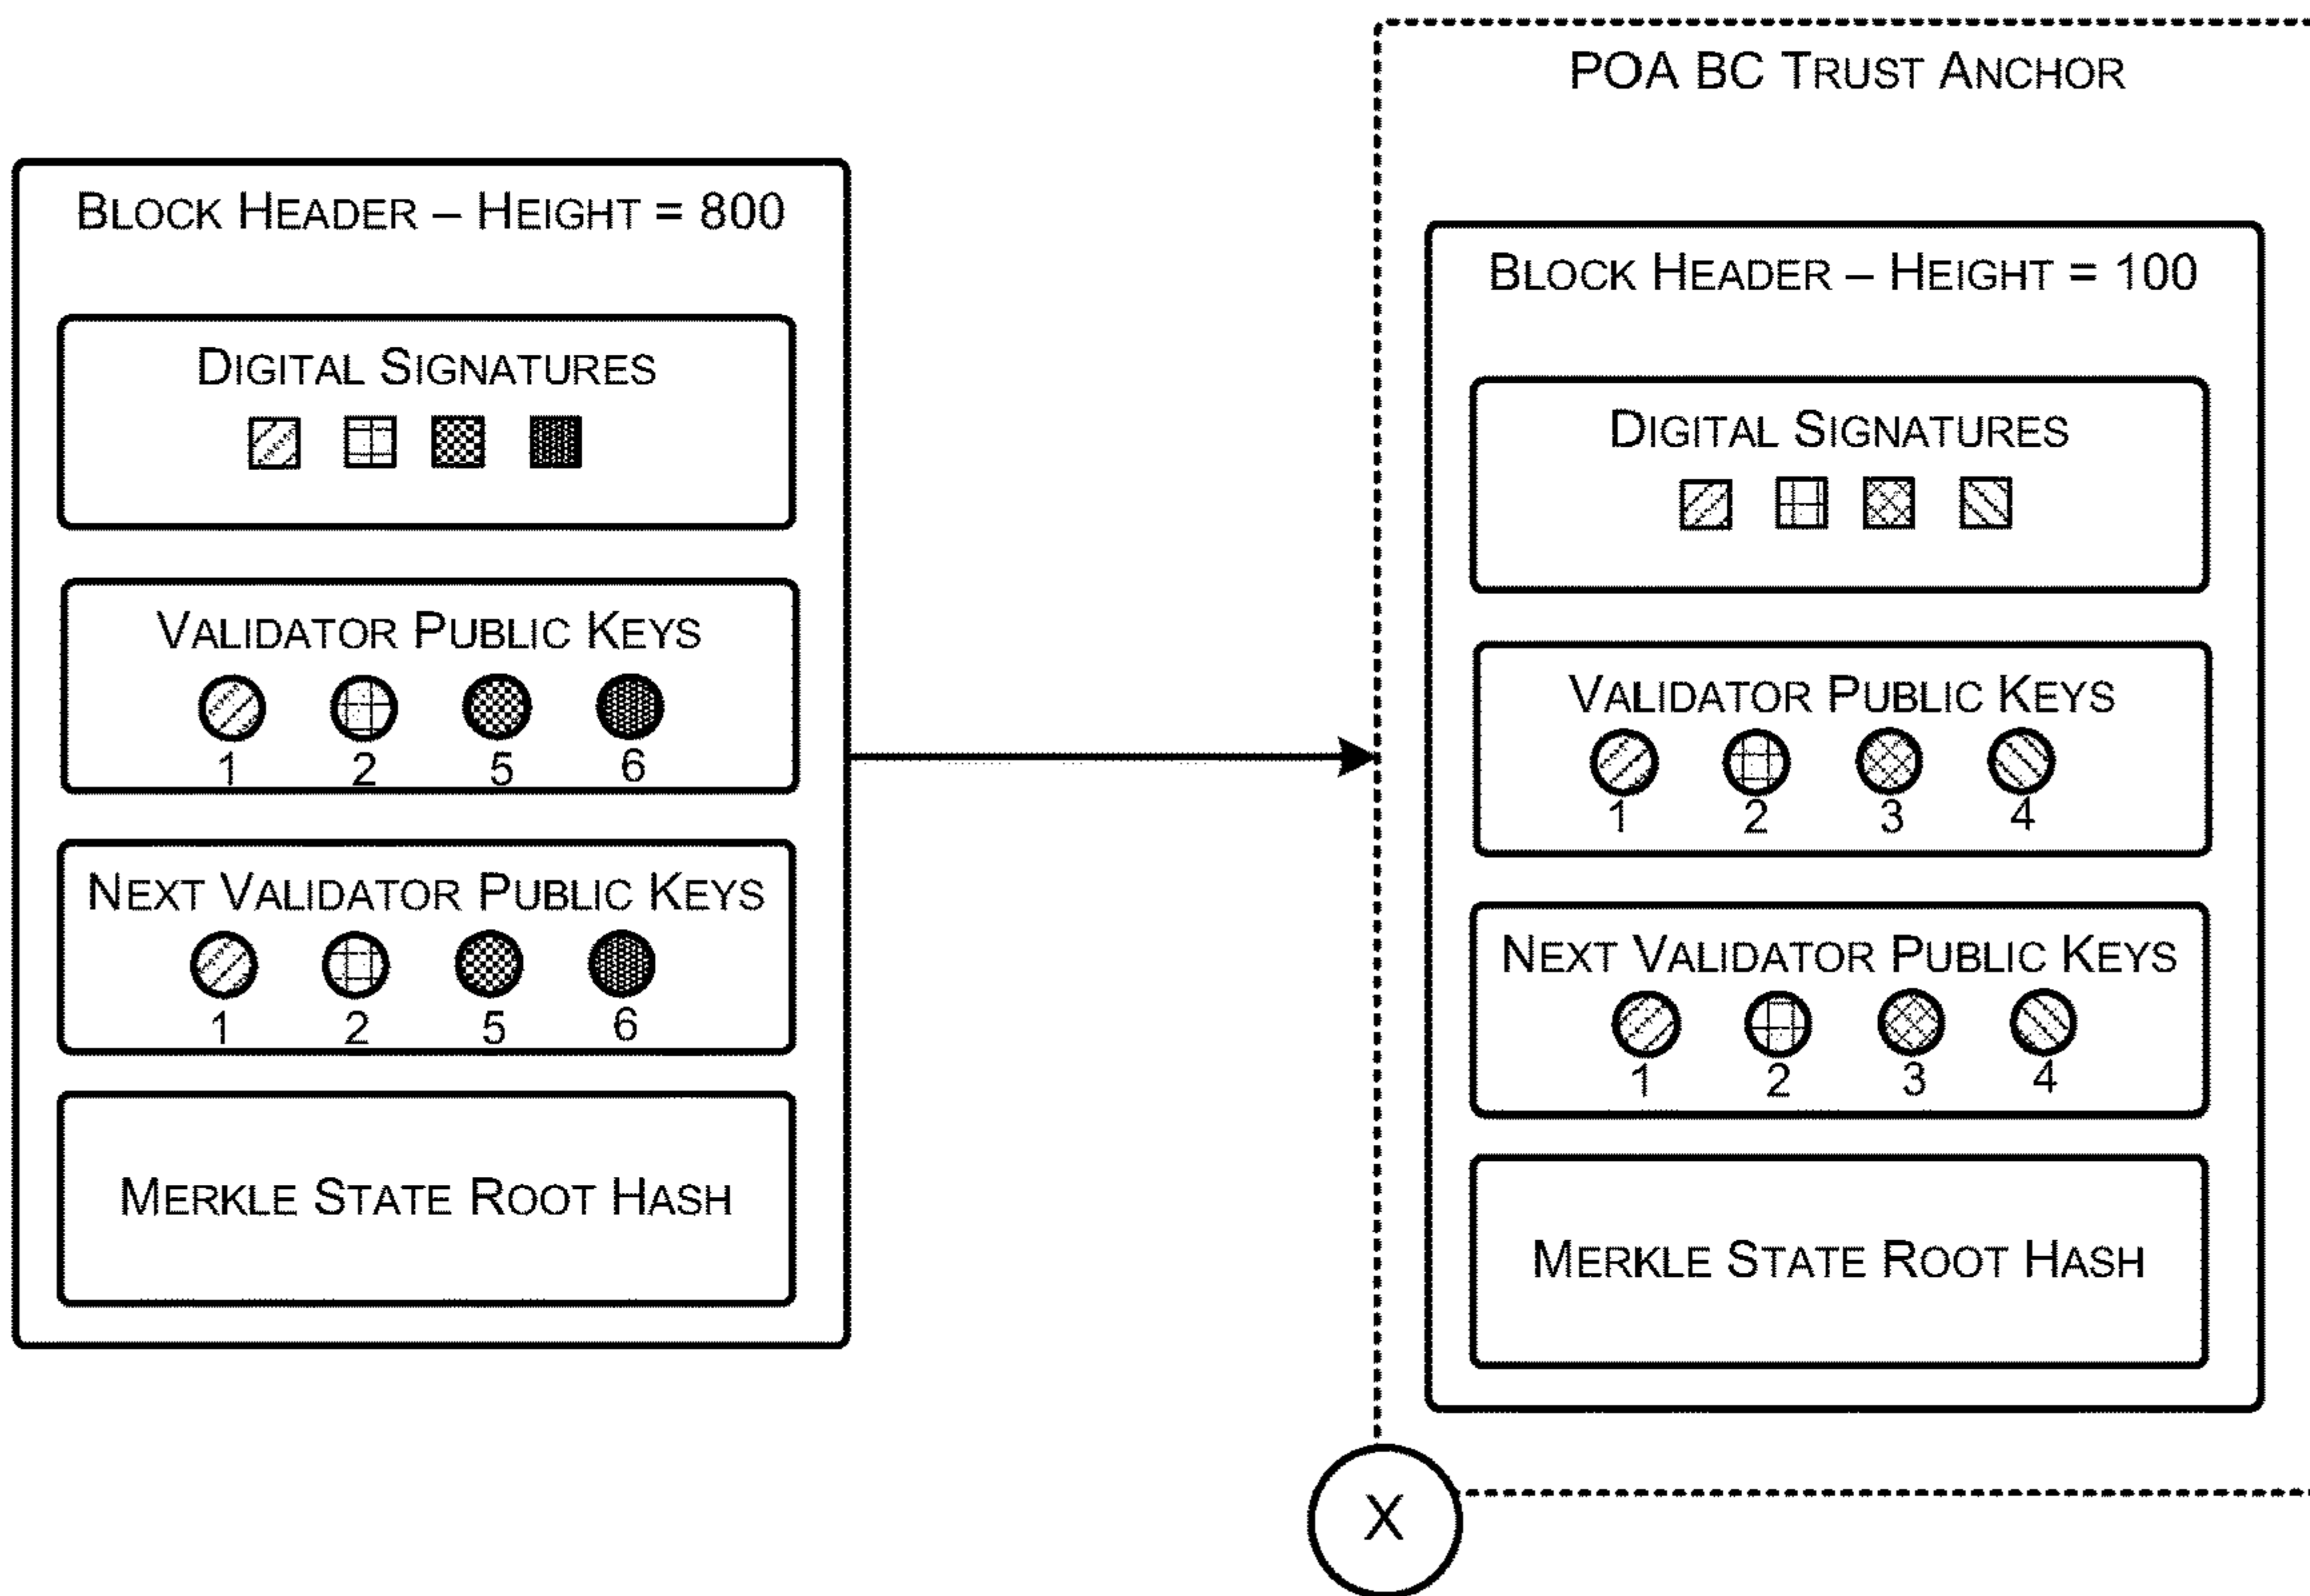 BLOCK HEADER – HEIGHT = 800
DIGITAL SIGNATURES
VALIDATOR PUBLIC KEYS
1 2 5 6
NEXT VALIDATOR PUBLIC KEYS
1 2 5 6
MERKLE STATE ROOT HASH
POA BC TRUST ANCHOR
BLOCK HEADER – HEIGHT = 100
DIGITAL SIGNATURES
VALIDATOR PUBLIC KEYS
1 2 3 4
NEXT VALIDATOR PUBLIC KEYS
1 2 3 4
MERKLE STATE ROOT HASH
X